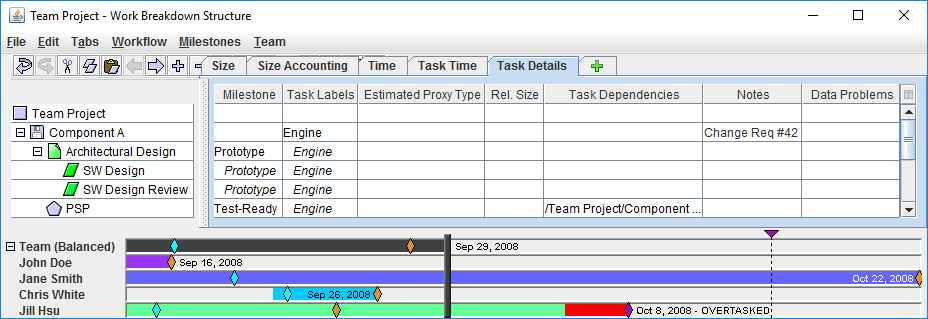 Team Project - Work Breakdown Structure
File Edit Tabs Workflow Milestones Team
Size Size Accounting Time Task Time Task Details
Milestone Task Labels Estimated Proxy Type Rel. Size Task Dependencies Notes Data Problems
Team Project
Component A Engine Change Req #42
Architectural Design Prototype Engine
SW Design Prototype Engine
SW Design Review Prototype Engine
PSP Test-Ready Engine /Team Project/Component ...
Team (Balanced) Sep 29, 2008
John Doe Sep 16, 2008
Jane Smith Oct 22, 2008
Chris White Sep 26, 2008
Jill Hsu Oct 8, 2008 - OVERTASKED